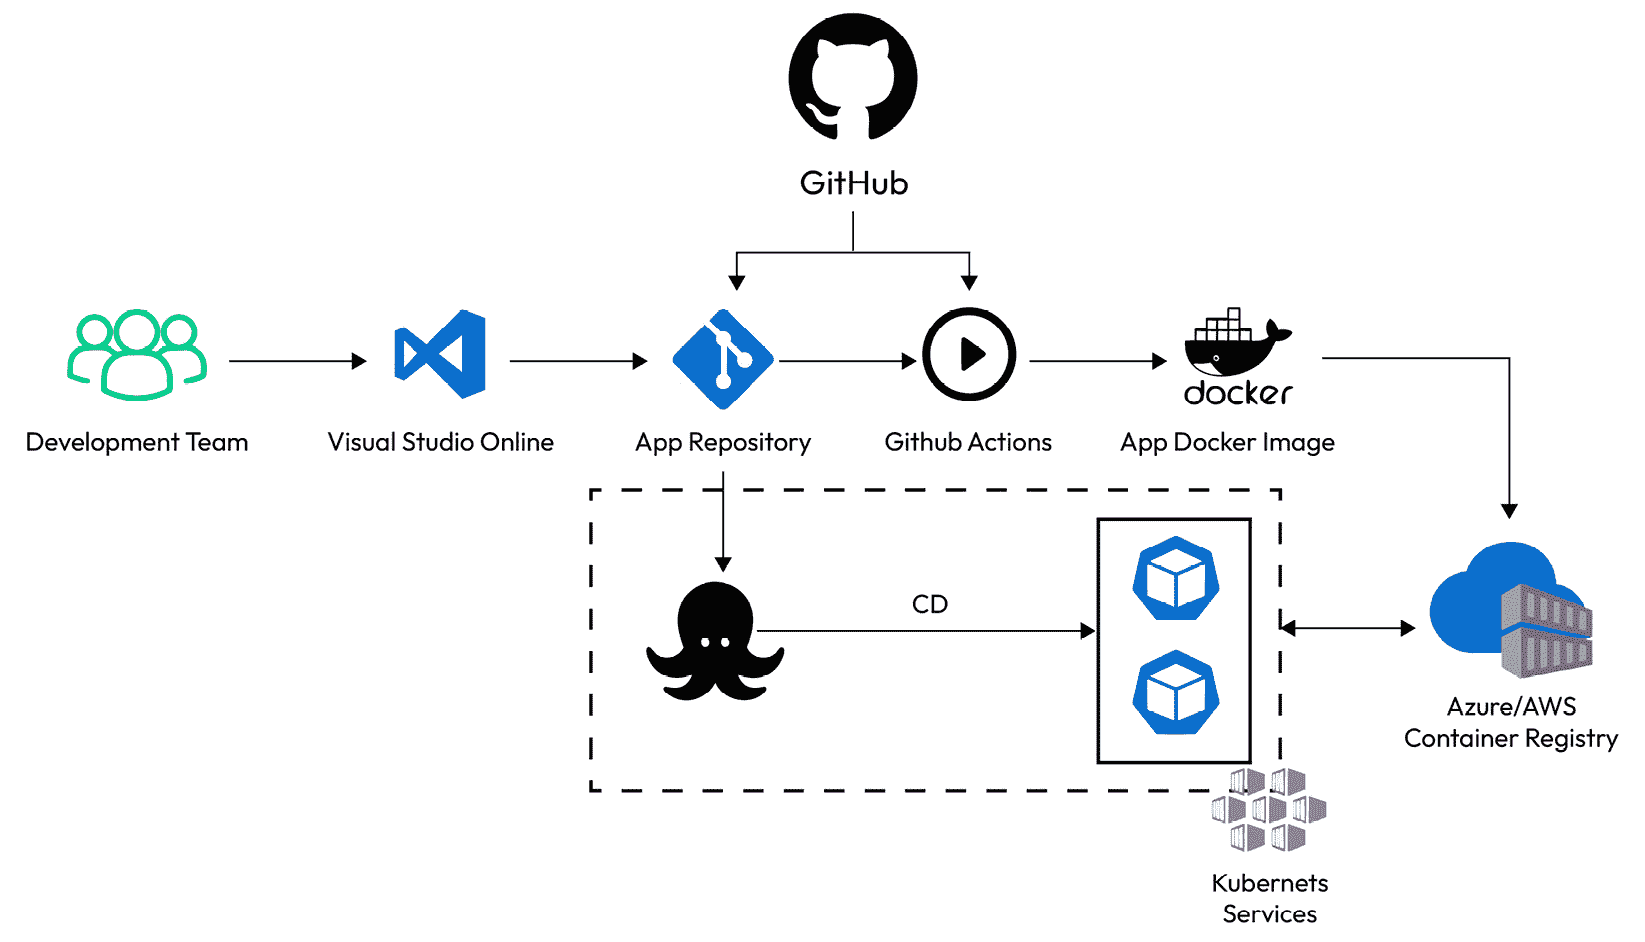 GitHub
docker
Development Team
Visual Studio Online
App Repository
Github Actions
App Docker Image
CD
Azure/AWS
Container Registry
Kubernets
Services